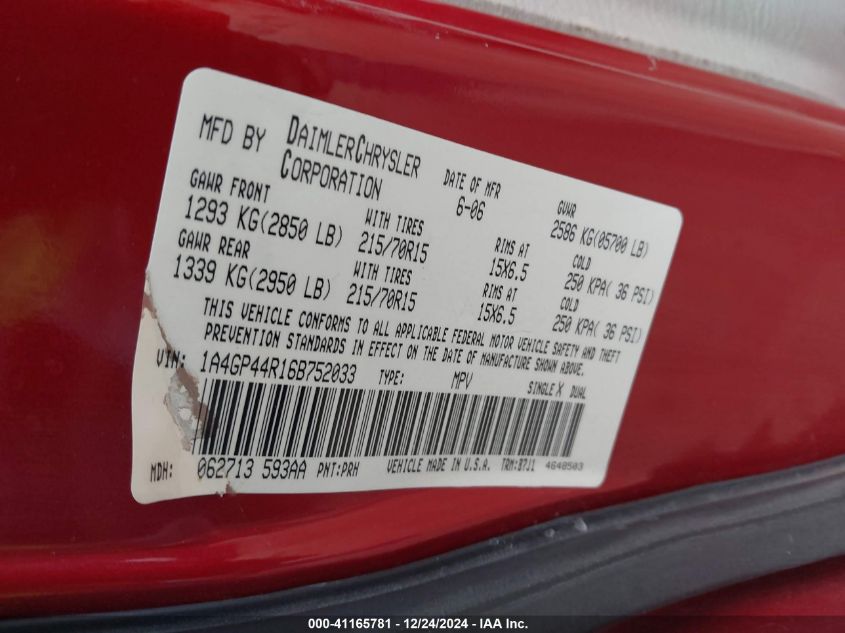 MFD BY DAIMLERCHRYSLER CORPORATION DATE OF MFR 6-06 GVWR 2586 KG(05700 LB)
GAWR FRONT WITH TIRES RIMS AT COLD
1293 KG(2850 LB) 215/70R15 15X6.5 250 KPA( 36 PSI)
GAWR REAR WITH TIRES RIMS AT COLD
1339 KG(2950 LB) 215/70R15 15X6.5 250 KPA( 36 PSI)
THIS VEHICLE CONFORMS TO ALL APPLICABLE FEDERAL MOTOR VEHICLE SAFETY AND THEFT
PREVENTION STANDARDS IN EFFECT ON THE DATE OF MANUFACTURE SHOWN ABOVE.
VIN: 1A4GP44R16B752033 TYPE: MPV SINGLE X DUAL
MDH: 062713 593AA PNT:PRH VEHICLE MADE IN U.S.A. TRM:B7J1 4648503
000-41165781 - 12/24/2024 - IAA Inc.